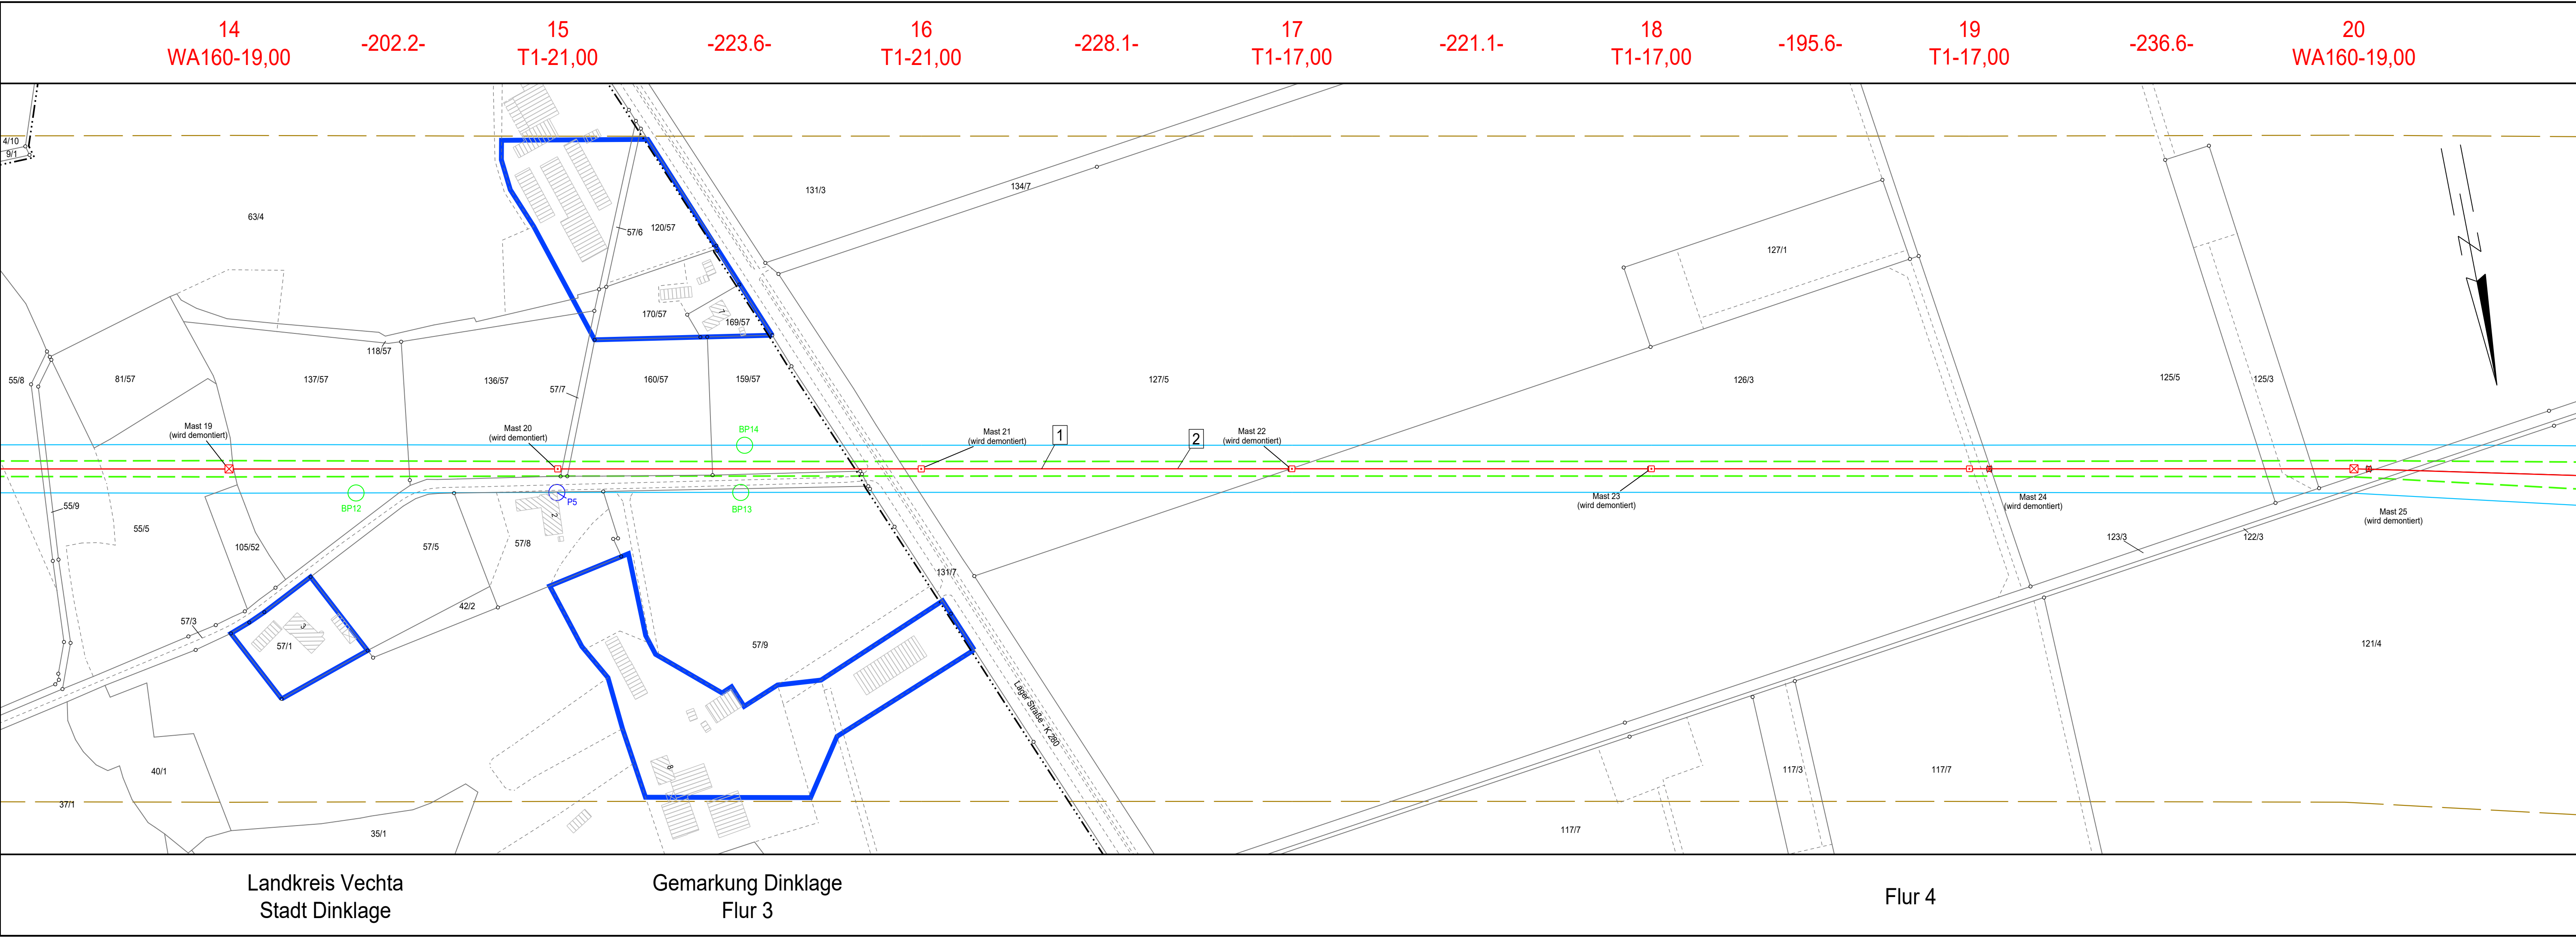 14
WA160-19,00
-202.2-
15
T1-21,00
-223.6-
16
T1-21,00
-228.1-
17
T1-17,00
-221.1-
18
T1-17,00
-195.6-
19
T1-17,00
-236.6-
20
WA160-19,00
4/10
9/1
63/4
57/6
120/57
131/3
134/7
127/1
170/57
7
169/57
118/57
55/8
81/57
137/57
136/57
57/7
160/57
159/57
127/5
126/3
125/5
125/3
Mast 19
(wird demontiert)
Mast 20
(wird demontiert)
BP14
Mast 21
(wird demontiert)
1
2
Mast 22
(wird demontiert)
BP12
P5
BP13
Mast 23
(wird demontiert)
Mast 24
(wird demontiert)
Mast 25
(wird demontiert)
55/9
55/5
105/52
57/5
57/8
2
123/3
122/3
131/7
42/2
57/3
3
57/1
57/9
121/4
Lager Straße - K 280
8
40/1
37/1
35/1
117/3
117/7
117/7
Landkreis Vechta
Stadt Dinklage
Gemarkung Dinklage
Flur 3
Flur 4